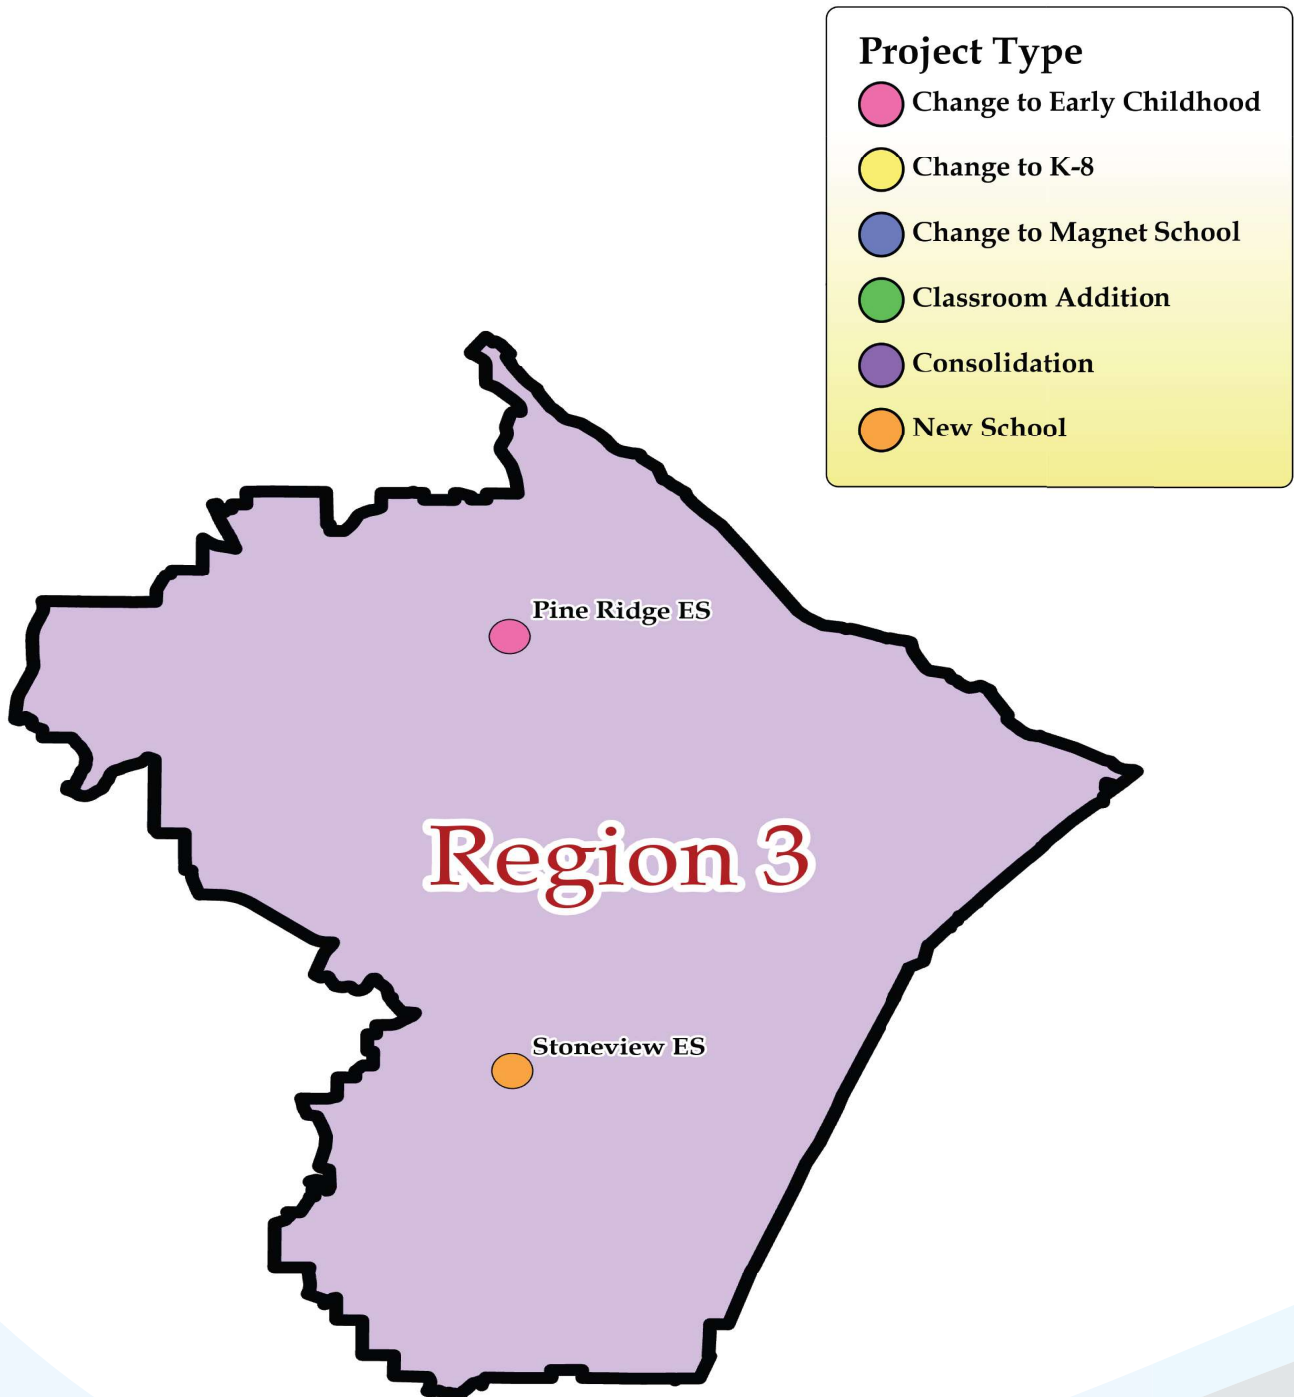 Project Type
Change to Early Childhood
Change to K-8
Change to Magnet School
Classroom Addition
Consolidation
New School
Pine Ridge ES
Region 3
Stoneview ES